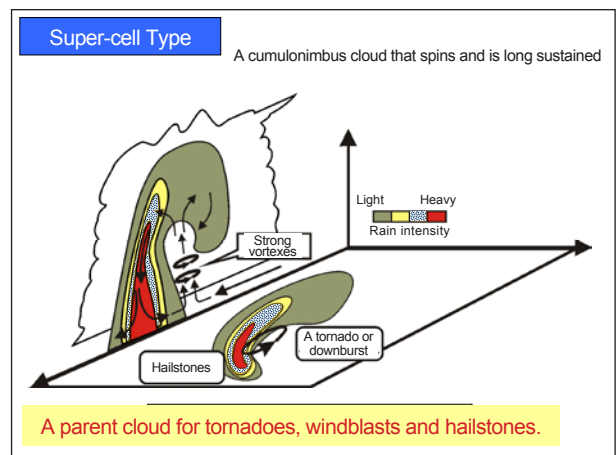 Super-cell Type
A cumulonimbus cloud that spins and is long sustained
Light Heavy
Rain intensity
Strong
vortexes
A tornado or
downburst
Hailstones
A parent cloud for tornadoes, windblasts and hailstones.